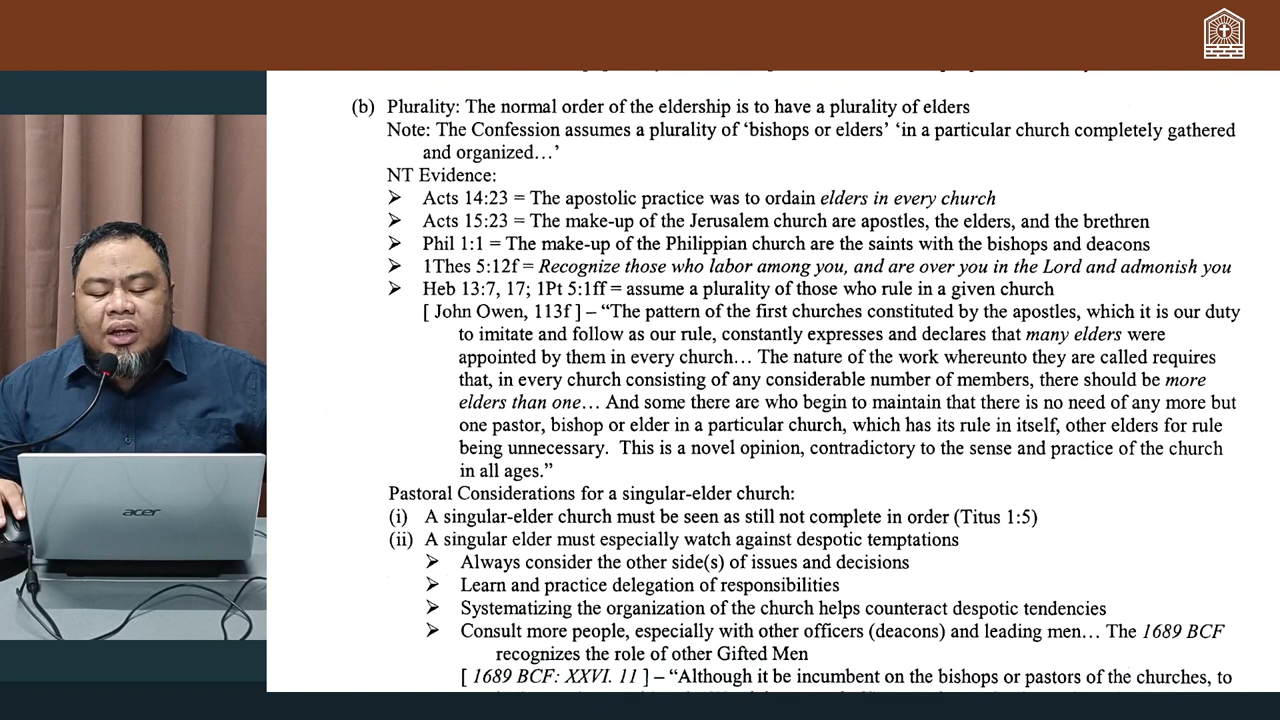 (b) Plurality: The normal order of the eldership is to have a plurality of elders
Note: The Confession assumes a plurality of ‘bishops or elders’ ‘in a particular church completely gathered
and organized…’
NT Evidence:
➢ Acts 14:23 = The apostolic practice was to ordain elders in every church
➢ Acts 15:23 = The make-up of the Jerusalem church are apostles, the elders, and the brethren
➢ Phil 1:1 = The make-up of the Philippian church are the saints with the bishops and deacons
➢ 1Thes 5:12f = Recognize those who labor among you, and are over you in the Lord and admonish you
➢ Heb 13:7, 17; 1Pt 5:1ff = assume a plurality of those who rule in a given church
[ John Owen, 113f ] – “The pattern of the first churches constituted by the apostles, which it is our duty
to imitate and follow as our rule, constantly expresses and declares that many elders were
appointed by them in every church… The nature of the work whereunto they are called requires
that, in every church consisting of any considerable number of members, there should be more
elders than one… And some there are who begin to maintain that there is no need of any more but
one pastor, bishop or elder in a particular church, which has its rule in itself, other elders for rule
being unnecessary. This is a novel opinion, contradictory to the sense and practice of the church
in all ages.”
Pastoral Considerations for a singular-elder church:
(i) A singular-elder church must be seen as still not complete in order (Titus 1:5)
(ii) A singular elder must especially watch against despotic temptations
➢ Always consider the other side(s) of issues and decisions
➢ Learn and practice delegation of responsibilities
➢ Systematizing the organization of the church helps counteract despotic tendencies
➢ Consult more people, especially with other officers (deacons) and leading men… The 1689 BCF
recognizes the role of other Gifted Men
[ 1689 BCF: XXVI. 11 ] – “Although it be incumbent on the bishops or pastors of the churches, to
acer